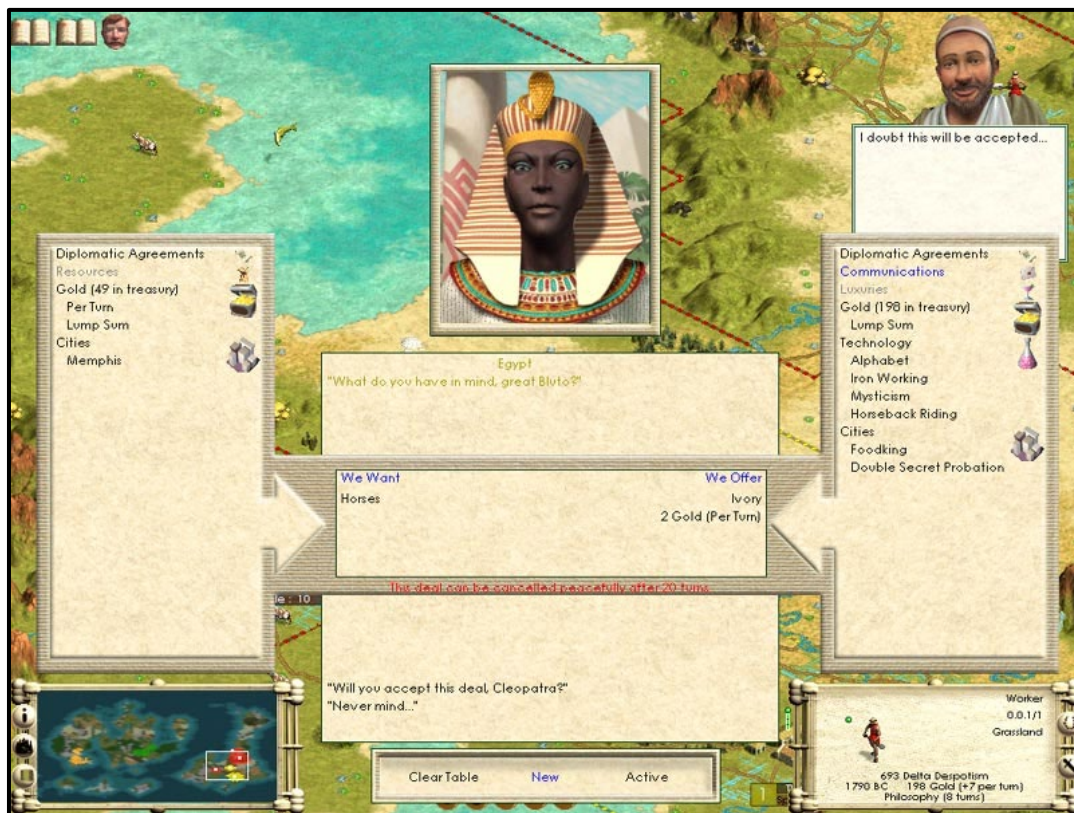 I doubt this will be accepted...
Diplomatic Agreements
Resources
Gold (49 in treasury)
Per Turn
Lump Sum
Cities
Memphis
Egypt
"What do you have in mind, great Bluto?"
Diplomatic Agreements
Communications
Luxuries
Gold (198 in treasury)
Lump Sum
Technology
Alphabet
Iron Working
Mysticism
Horseback Riding
Cities
Foodking
Double Secret Probation
We Want
We Offer
Horses
Ivory
2 Gold (Per Turn)
This deal can be cancelled peacefully after 20 turns
: 10
"Will you accept this deal, Cleopatra?"
"Never mind..."
Clear Table
New
Active
1
Worker
0.0.1/1
Grassland
693 Delta Despotism
1790 BC 198 Gold (+7 per turn)
Philosophy (8 turns)